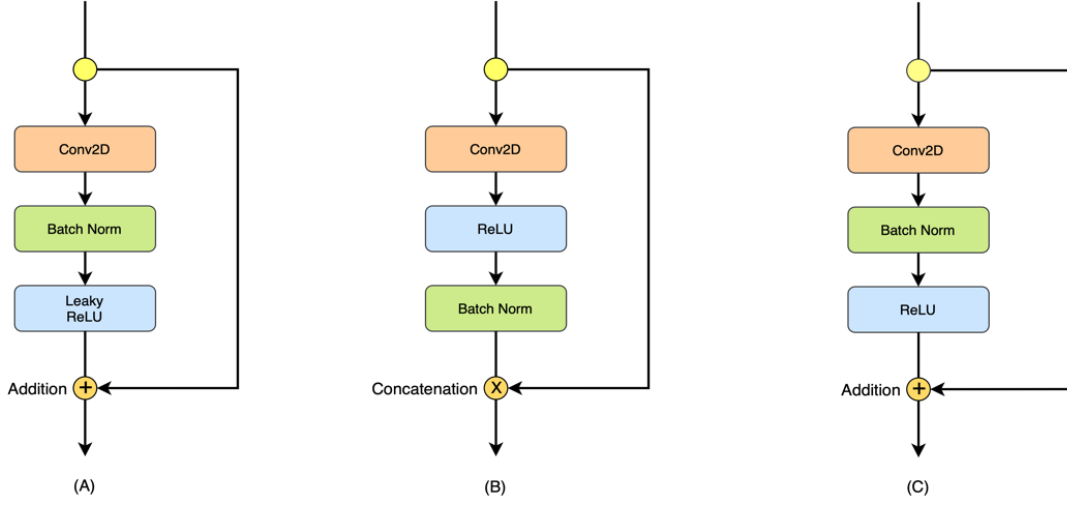 Conv2D
Batch Norm
Leaky
ReLU
Addition +
(A)
Conv2D
ReLU
Batch Norm
Concatenation X
(B)
Conv2D
Batch Norm
ReLU
Addition +
(C)